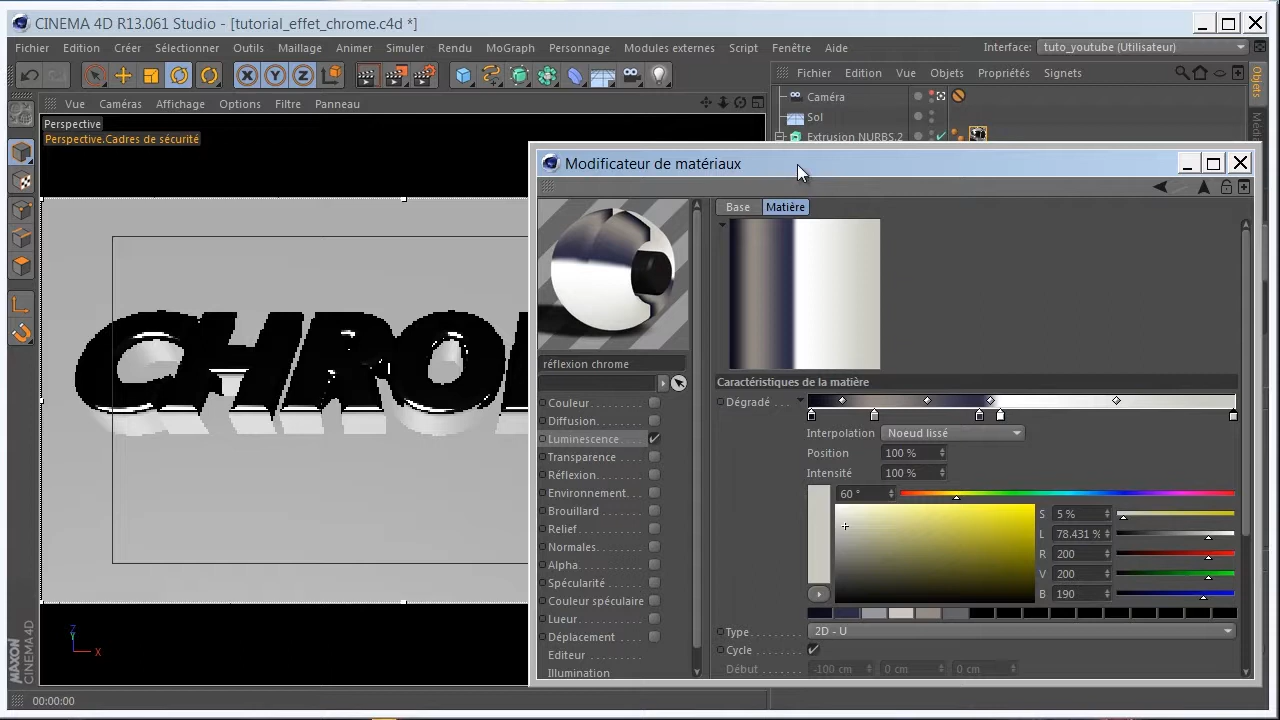 CINEMA 4D R13.061 Studio - [tutorial_effet_chrome.c4d *]
Fichier Edition Créer Sélectionner Outils Maillage Animer Simuler Rendu MoGraph Personnage Modules externes Script Fenêtre Aide Interface: tuto_youtube (Utilisateur)
X Y Z
Fichier Edition Vue Objets Propriétés Signets
Objets
Vue Caméras Affichage Options Filtre Panneau
Caméra
Sol
Extrusion NURBS.2
Perspective
Perspective.Cadres de sécurité
CHRO
Modificateur de matériaux
Base Matière
réflexion chrome
Caractéristiques de la matière
Dégradé . . .
Interpolation Noeud lissé
Position 100 %
Intensité 100 %
60 °
S 5 %
L 78.431 %
R 200
V 200
B 190
Type. 2D - U
Cycle
Début -100 cm 0 cm 0 cm
Couleur
Diffusion
Luminescence
Transparence
Réflexion
Environnement
Brouillard
Relief
Normales
Alpha
Spécularité
Couleur spéculaire
Lueur
Déplacement
Editeur
Illumination
Z
Y
X
MAXON
CINEMA 4D
00:00:00